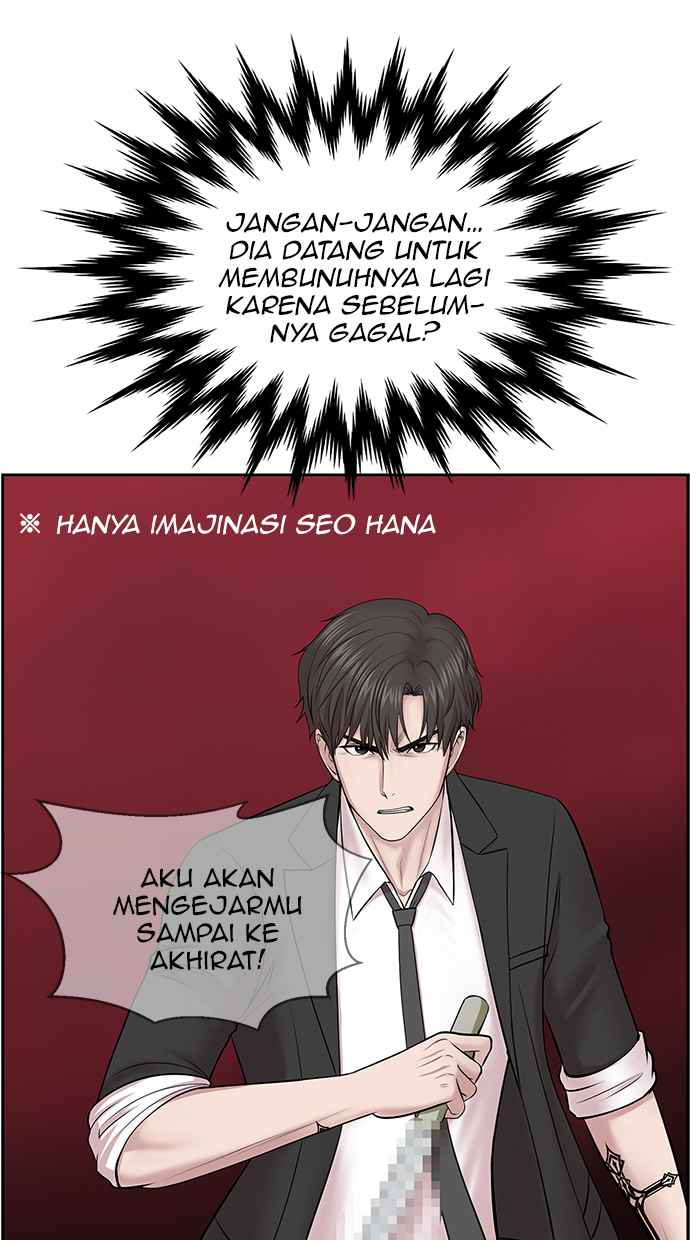 JANGAN-JANGAN...
DIA DATANG UNTUK
MEMBUNUHNYA LAGI
KARENA SEBELUM-
NYA GAGAL?
※ HANYA IMAJINASI SEO HANA
AKU AKAN
MENGEJARMU
SAMPAI KE
AKHIRAT!